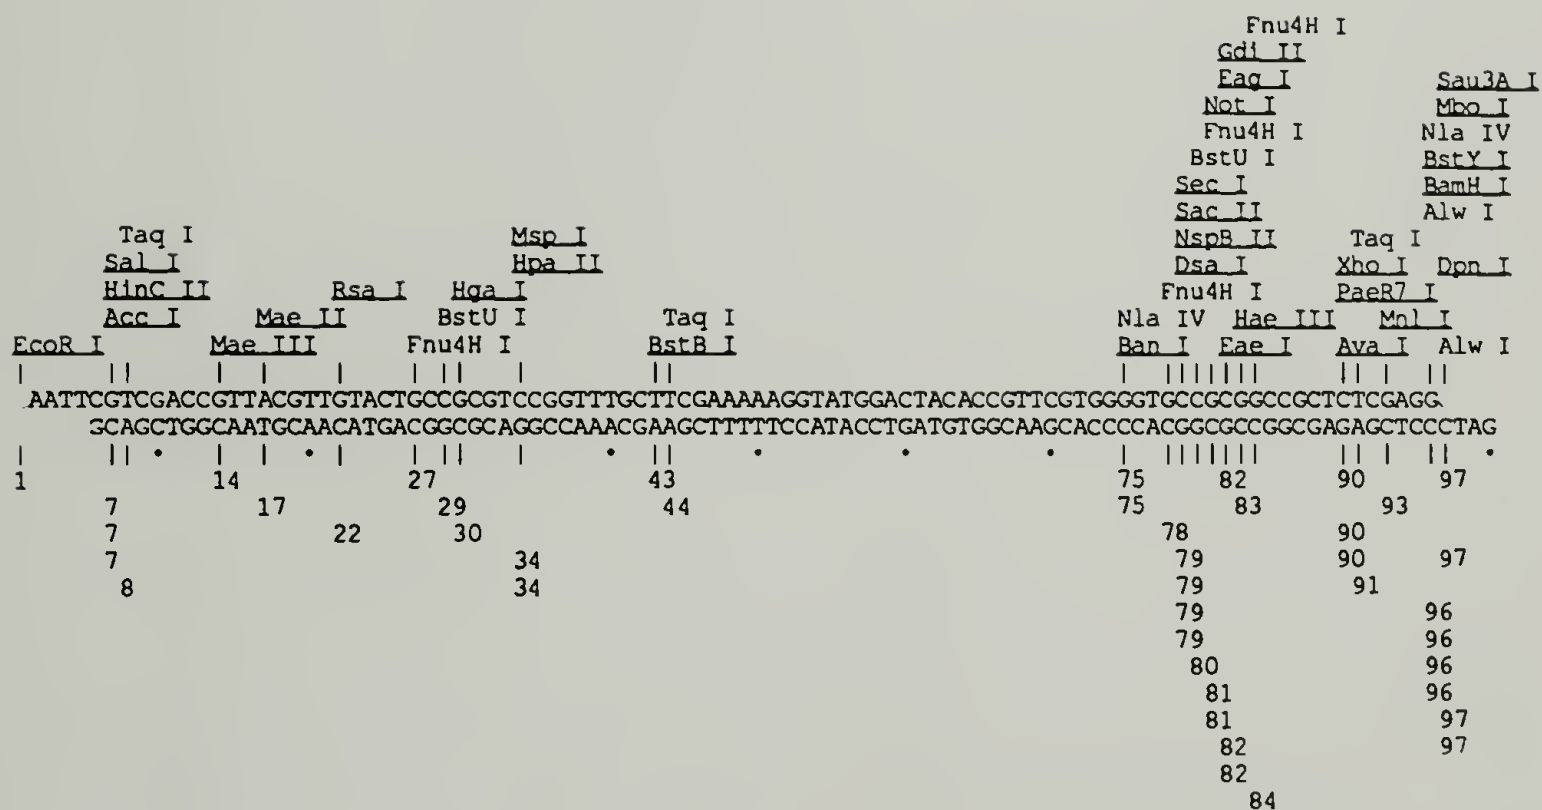 Fnu4H I
Gdi II
Eag I Sau3A I
Not I Mbo I
Fnu4H I Nla IV
BstU I BstY I
Sec I BamH I
Sac II Alw I
Taq I Msp I NspB II Taq I
Sal I Hpa II Dsa I Xho I Dpn I
HinC II Rsa I Hga I Fnu4H I PaeR7 I
Acc I Mae II BstU I Taq I Nla IV Hae III Mnl I
EcoR I Mae III Fnu4H I BstB I Ban I Eae I Ava I Alw I
AATTCGTCGACCGTTACGTTGTACTGCCGCGTCCGGTTTGCTTCGAAAAAGGTATGGACTACACCGTTCGTGGGGTGCCGCGGCCGCTCTCGAGG
GCAGCTGGCAATGCAACATGACGGCGCAGGCCAAACGAAGCTTTTTCCATACCTGATGTGGCAAGCACCCCACGGCGCCGGCGAGAGCTCCCTAG
1 14 27 43 75 82 90 97
7 17 29 44 75 83 93
7 22 30 78 90
7 34 79 90 97
8 34 79 91
79 96
79 96
80 96
81 96
81 97
82 97
82
84